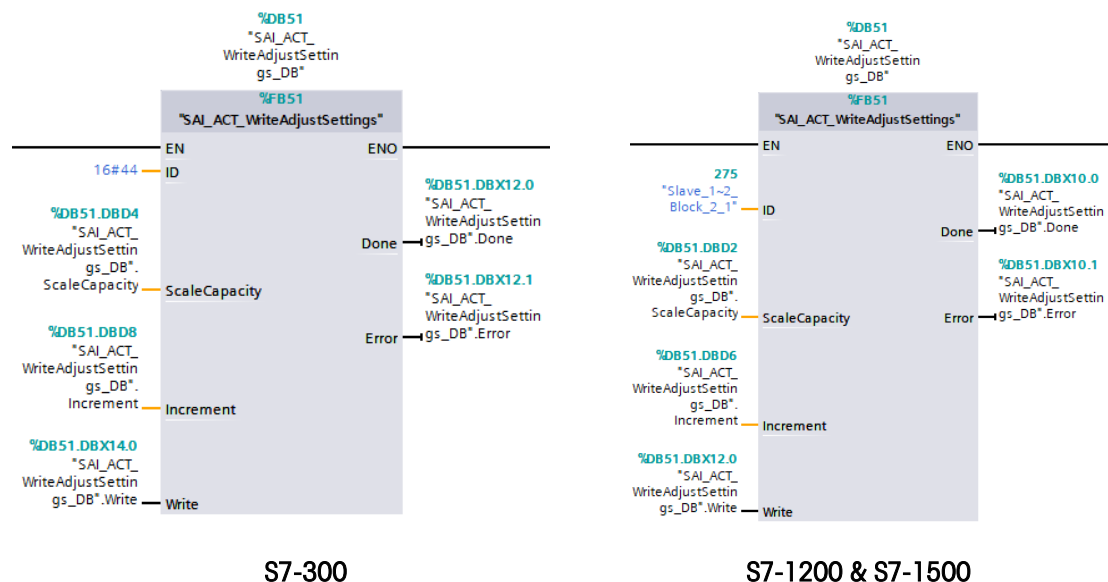 %DB51
"SAI_ACT_
WriteAdjustSettin
gs_DB"
%FB51
"SAI_ACT_WriteAdjustSettings"
EN
ENO
16#44
ID
%DB51.DBX12.0
"SAI_ACT_
WriteAdjustSettin
gs_DB".Done
Done
%DB51.DBD4
"SAI_ACT_
WriteAdjustSettin
gs_DB".
ScaleCapacity
ScaleCapacity
%DB51.DBX12.1
"SAI_ACT_
WriteAdjustSettin
gs_DB".Error
Error
%DB51.DBD8
"SAI_ACT_
WriteAdjustSettin
gs_DB".
Increment
Increment
%DB51.DBX14.0
"SAI_ACT_
WriteAdjustSettin
gs_DB".Write
Write
S7-300
%DB51
"SAI_ACT_
WriteAdjustSettin
gs_DB"
%FB51
"SAI_ACT_WriteAdjustSettings"
EN
ENO
275
"Slave_1~2_
Block_2_1"
ID
%DB51.DBX10.0
"SAI_ACT_
WriteAdjustSettin
gs_DB".Done
Done
%DB51.DBD2
"SAI_ACT_
WriteAdjustSettin
gs_DB".
ScaleCapacity
ScaleCapacity
%DB51.DBX10.1
"SAI_ACT_
WriteAdjustSettin
gs_DB".Error
Error
%DB51.DBD6
"SAI_ACT_
WriteAdjustSettin
gs_DB".
Increment
Increment
%DB51.DBX12.0
"SAI_ACT_
WriteAdjustSettin
gs_DB".Write
Write
S7-1200 & S7-1500